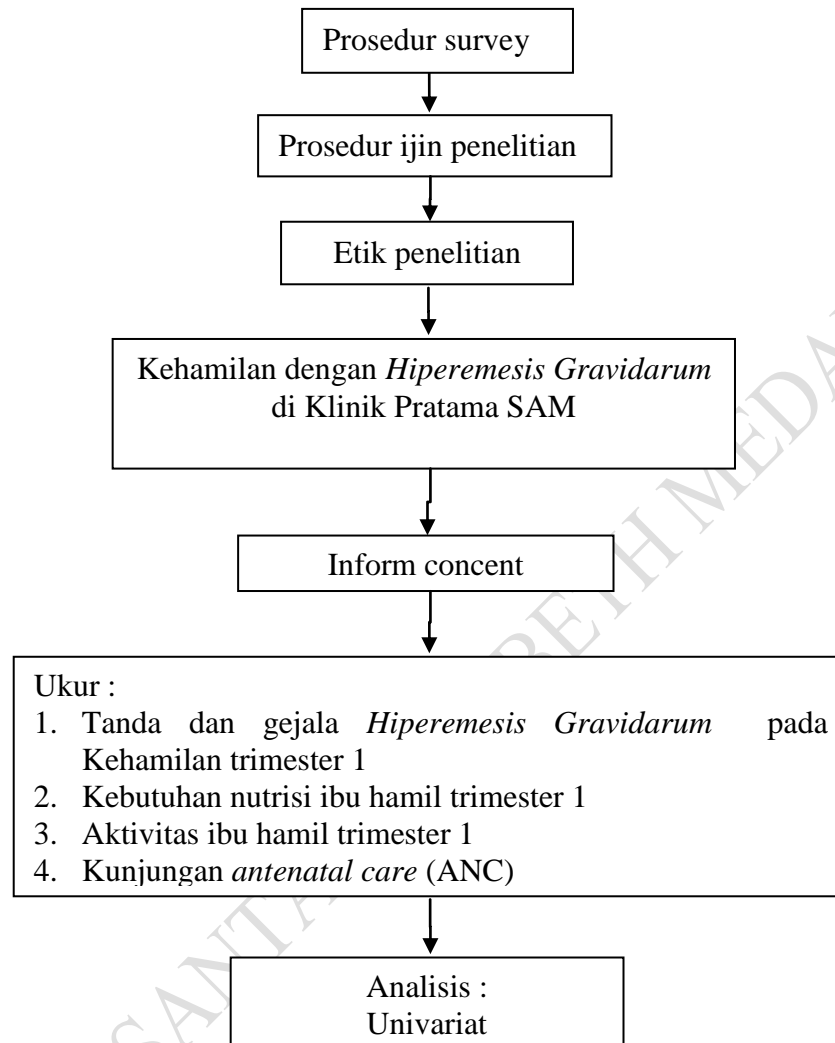 Prosedur survey
Prosedur ijin penelitian
Etik penelitian
Kehamilan dengan Hiperemesis Gravidarum
di Klinik Pratama SAM
Inform concent
Ukur :
1. Tanda dan gejala Hiperemesis Gravidarum pada
Kehamilan trimester 1
2. Kebutuhan nutrisi ibu hamil trimester 1
3. Aktivitas ibu hamil trimester 1
4. Kunjungan antenatal care (ANC)
Analisis :
Univariat